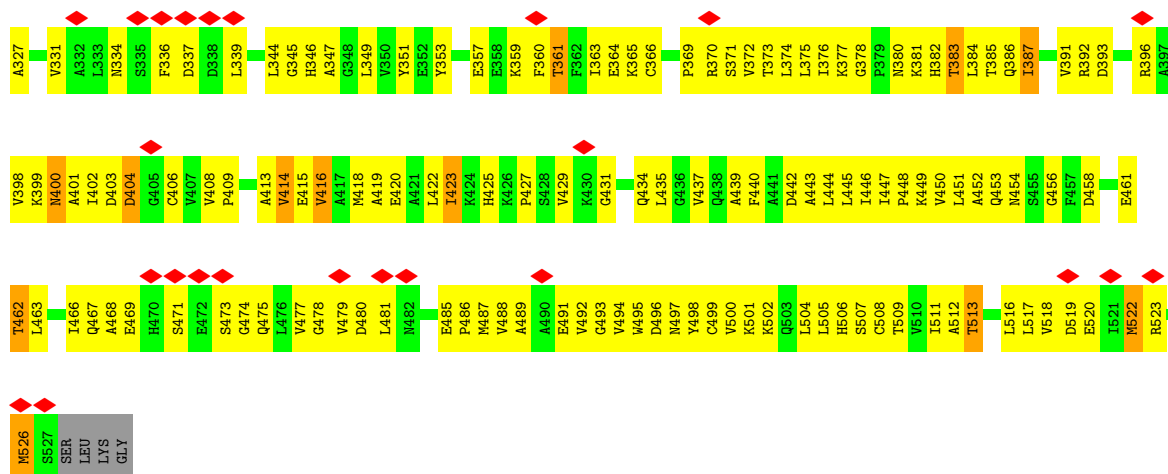 A327 V331 A332 L333 N334 S335 F336 D337 D338 L339 L344 G345 H346 A347 G348 L349 V350 Y351 E352 Y353 E357 E358 K359 F360 T361 F362 I363 E364 K365 C366 P369 R370 S371 V372 T373 L374 L375 I376 K377 G378 P379 N380 K381 H382 T383 L384 T385 Q386 I387 V391 R392 D393 R396 A397
V398 K399 N400 A401 I402 D403 D404 G405 C406 V407 V408 P409 A413 V414 E415 V416 A417 M418 A419 E420 A421 L422 I423 K424 H425 K426 P427 S428 V429 K430 G431 Q434 L435 G436 V437 Q438 A439 F440 A441 D442 A443 L444 L445 I446 I447 P448 K449 V450 L451 A452 Q453 N454 S455 G456 F457 D458 E461
T462 L463 I466 Q467 A468 E469 H470 S471 E472 S473 G474 Q475 L476 V477 G478 V479 D480 L481 N482 E485 P486 M487 V488 A489 A490 E491 V492 G493 V494 W495 D496 N497 Y498 C499 V500 K501 K502 Q503 L504 L505 H506 S507 C508 T509 V510 I511 A512 T513 L516 L517 V518 D519 E520 I521 M522 R523
M526 S527 SER LEU LYS GLY